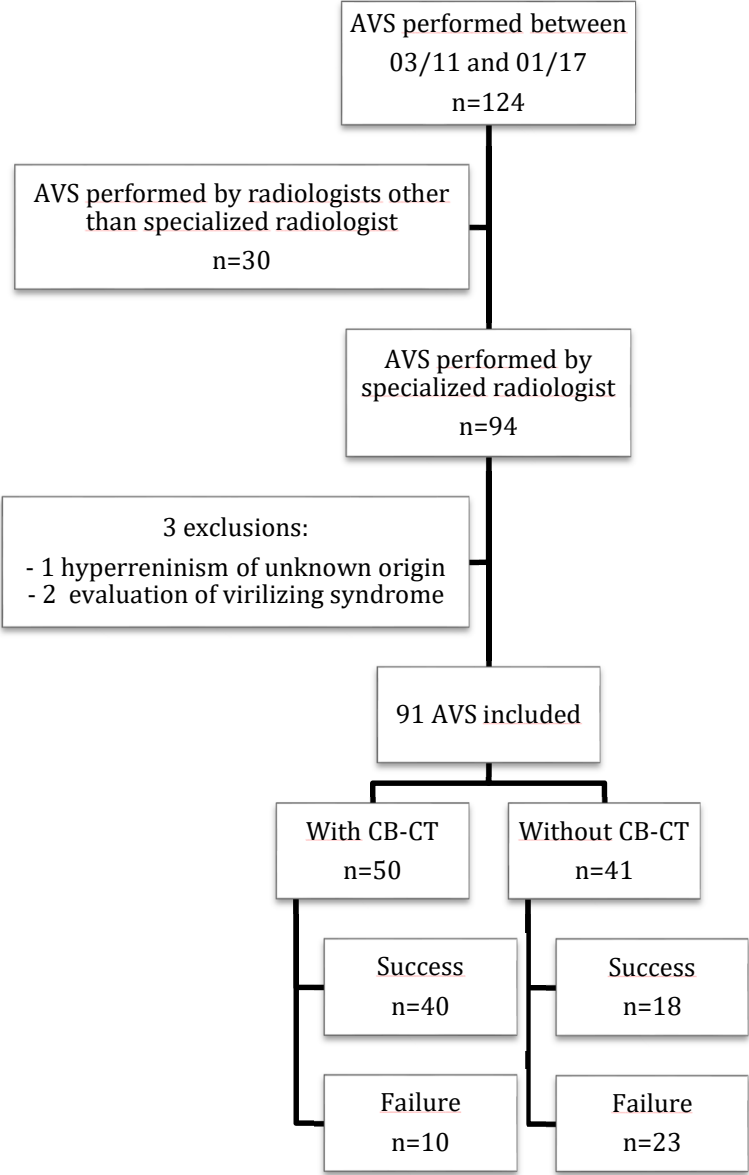 AVS performed between
03/11 and 01/17
n=124
AVS performed by radiologists other
than specialized radiologist
n=30
AVS performed by
specialized radiologist
n=94
3 exclusions:
- 1 hyperreninism of unknown origin
- 2 evaluation of virilizing syndrome
91 AVS included
With CB-CT
n=50
Without CB-CT
n=41
Success
n=40
Success
n=18
Failure
n=10
Failure
n=23